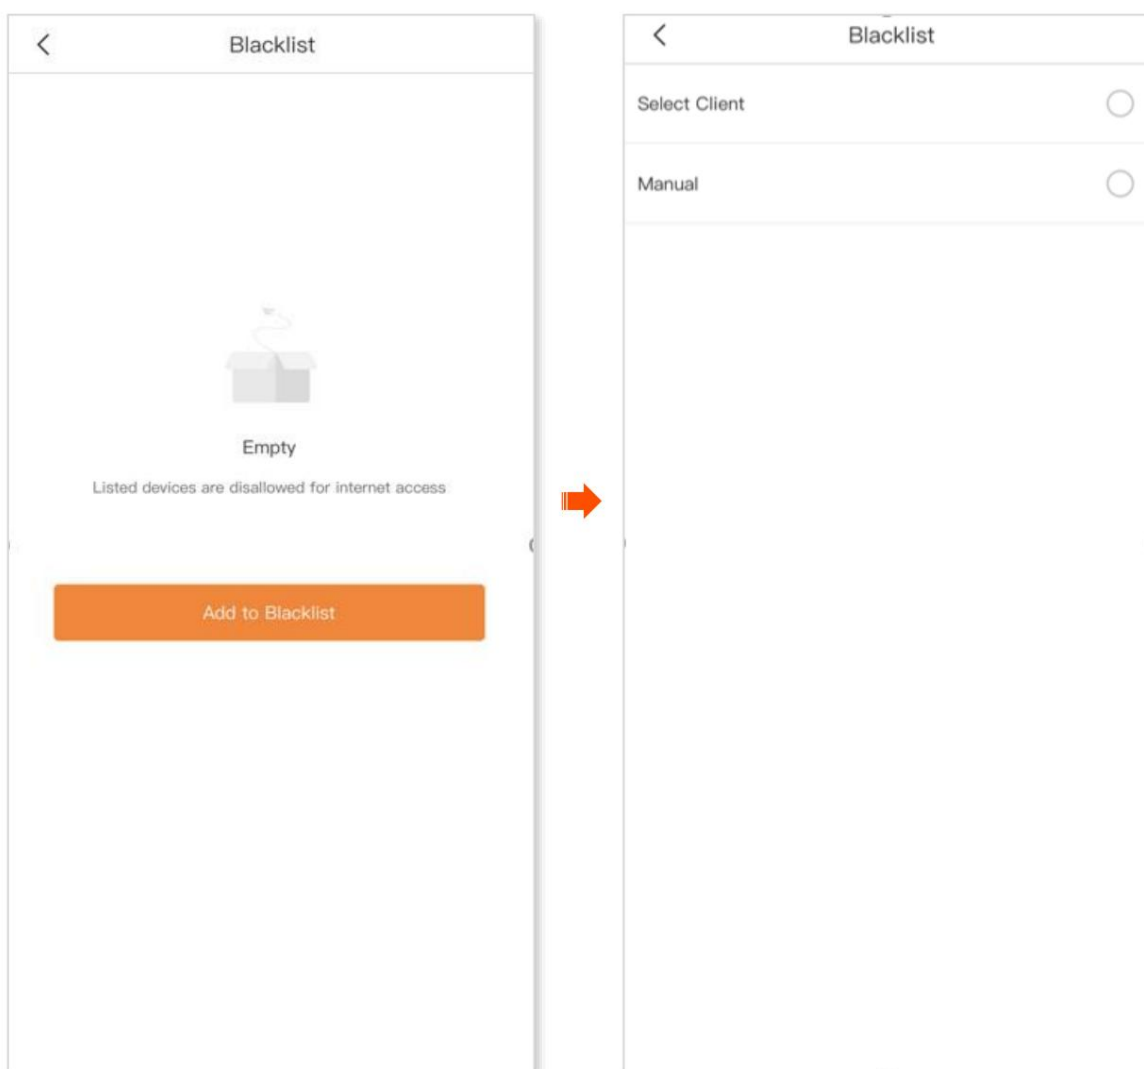 Blacklist
Empty
Listed devices are disallowed for internet access
Add to Blacklist
Blacklist
Select Client
Manual